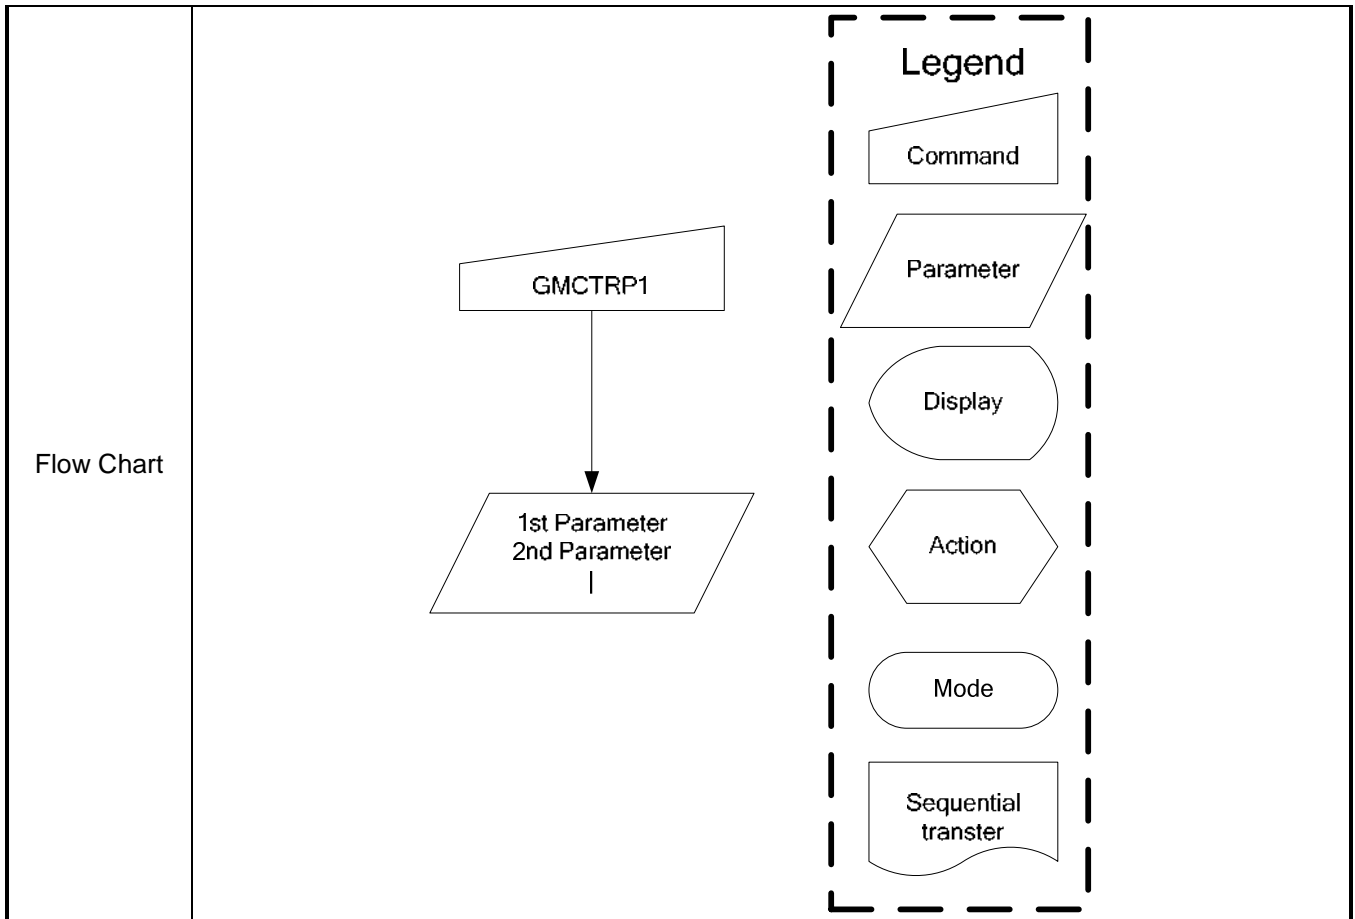 Flow Chart
GMCTRP1
1st Parameter
2nd Parameter
|
Legend
Command
Parameter
Display
Action
Mode
Sequential
transter